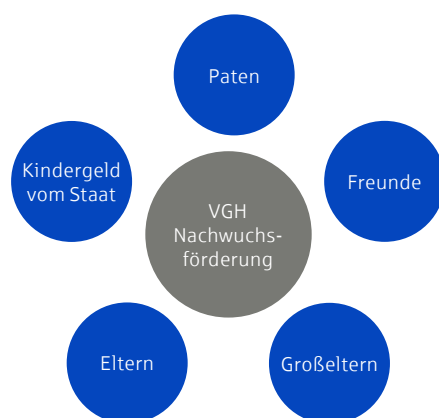 Paten
Kindergeld
vom Staat
Freunde
VGH
Nachwuchs-
förderung
Eltern
Großeltern